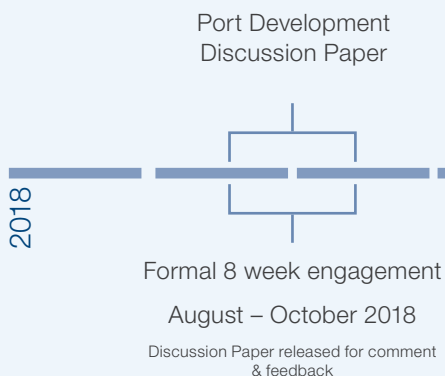 Port Development
Discussion Paper
2018
Formal 8 week engagement
August – October 2018
Discussion Paper released for comment
& feedback